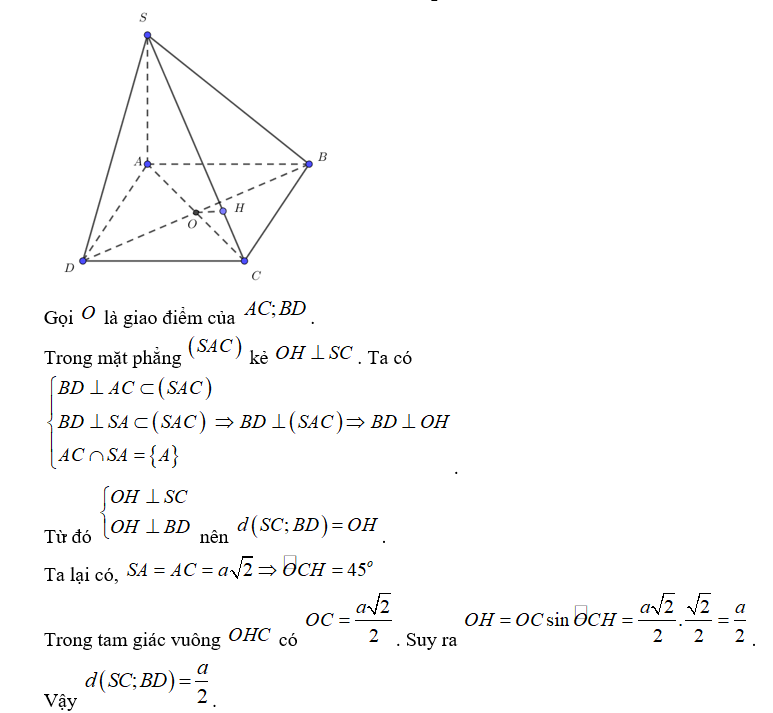 S
A
B
H
O
D
C
Gọi O là giao điểm của AC; BD.
Trong mặt phẳng (SAC) kẻ OH ⊥ SC. Ta có
{ BD ⊥ AC ⊂ (SAC)
BD ⊥ SA ⊂ (SAC) ⇒ BD ⊥ (SAC) ⇒ BD ⊥ OH
AC ∩ SA = {A} .
Từ đó { OH ⊥ SC
OH ⊥ BD nên d(SC; BD) = OH.
Ta lại có, SA = AC = a√2 ⇒ OCH = 45°
Trong tam giác vuông OHC có OC = a√2/2. Suy ra OH = OC sin OCH = a√2/2 . √2/2 = a/2.
Vậy d(SC; BD) = a/2.